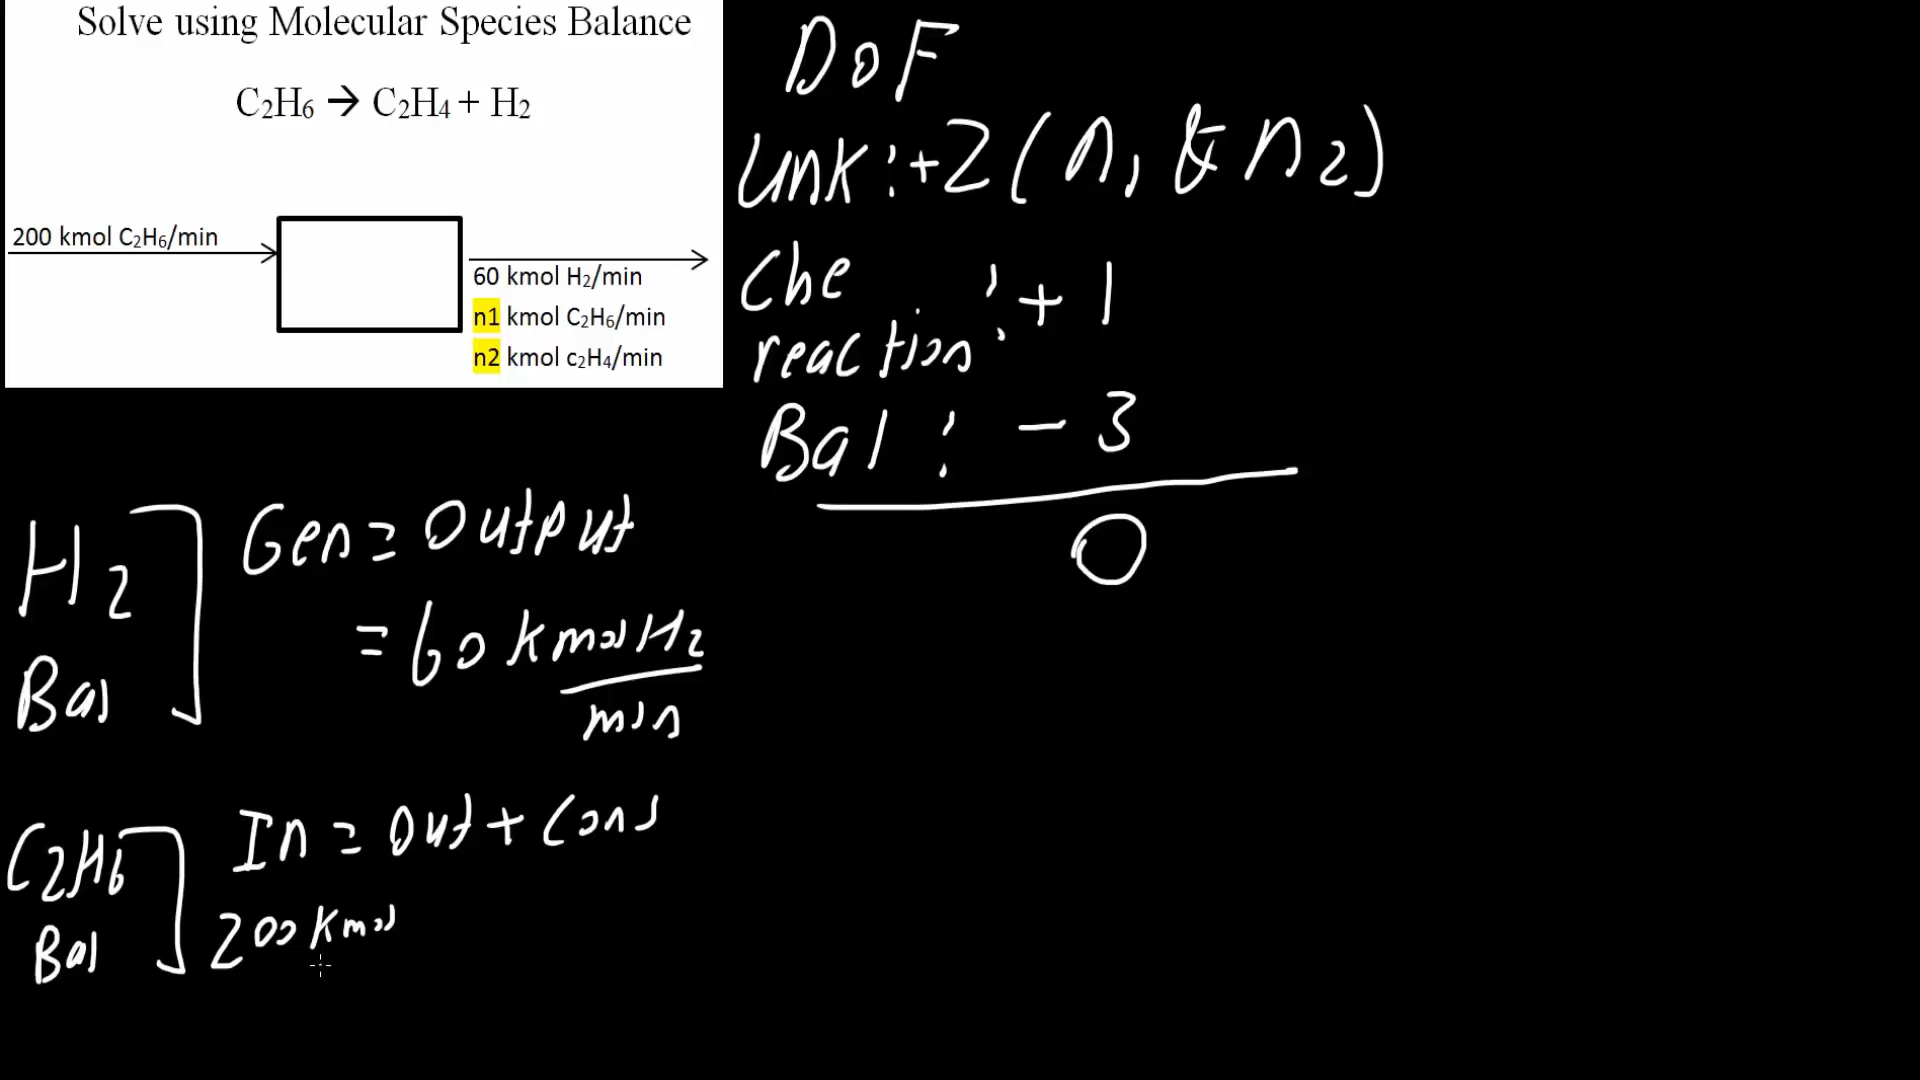 Solve using Molecular Species Balance
C₂H₆ → C₂H₄ + H₂
200 kmol C₂H₆/min
60 kmol H₂/min
n1 kmol C₂H₆/min
n2 kmol c₂H₄/min
DoF
Unk: +2 (n₁ & n₂)
Che
reaction: +1
Bal: -3
0
H₂
Bal
Gen = Output
= 60 kmol H₂
min
C₂H₆
Bal
In = Out + Cons
200 kmol